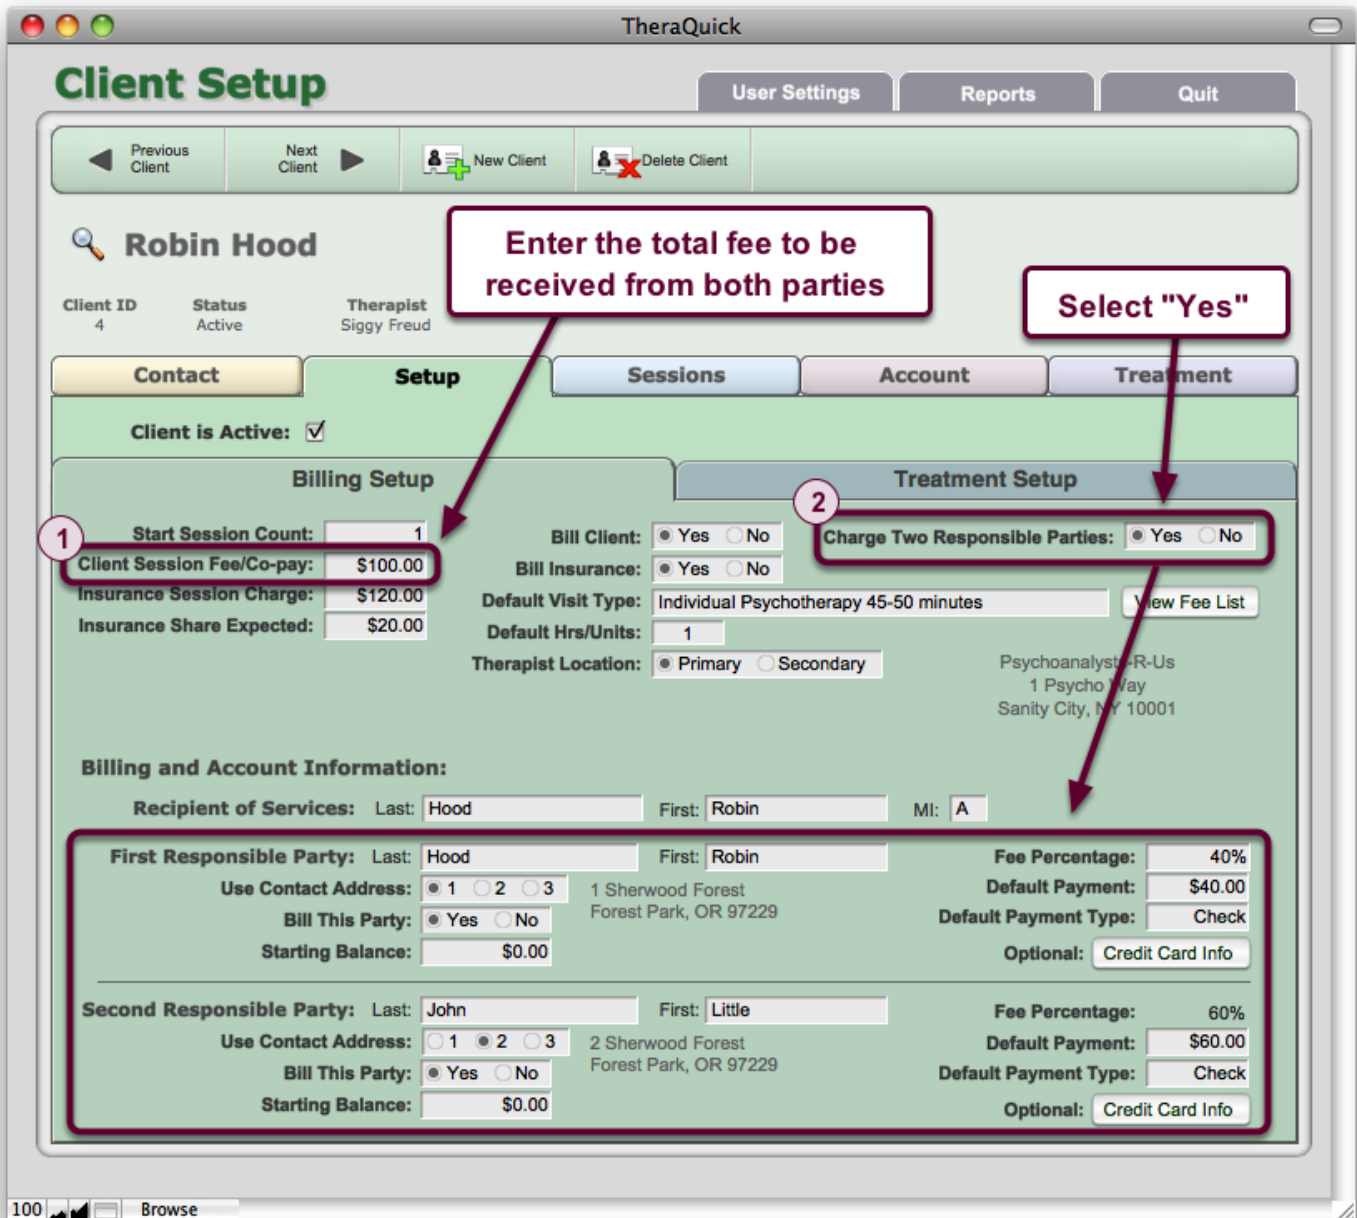 TheraQuick
Client Setup
User Settings
Reports
Quit
Previous
Client
Next
Client
New Client
Delete Client
Robin Hood
Enter the total fee to be
received from both parties
Select "Yes"
Client ID
4
Status
Active
Therapist
Siggy Freud
Contact
Setup
Sessions
Account
Treatment
Client is Active:
Billing Setup
Treatment Setup
1
2
Start Session Count: 1
Client Session Fee/Co-pay: $100.00
Insurance Session Charge: $120.00
Insurance Share Expected: $20.00
Bill Client: Yes No
Bill Insurance: Yes No
Default Visit Type: Individual Psychotherapy 45-50 minutes
Default Hrs/Units: 1
Therapist Location: Primary Secondary
Charge Two Responsible Parties: Yes No
View Fee List
Psychoanalysts-R-Us
1 Psycho Way
Sanity City, NY 10001
Billing and Account Information:
Recipient of Services: Last: Hood First: Robin MI: A
First Responsible Party: Last: Hood First: Robin Fee Percentage: 40%
Use Contact Address: 1 2 3 1 Sherwood Forest Default Payment: $40.00
Bill This Party: Yes No Forest Park, OR 97229 Default Payment Type: Check
Starting Balance: $0.00 Optional: Credit Card Info
Second Responsible Party: Last: John First: Little Fee Percentage: 60%
Use Contact Address: 1 2 3 2 Sherwood Forest Default Payment: $60.00
Bill This Party: Yes No Forest Park, OR 97229 Default Payment Type: Check
Starting Balance: $0.00 Optional: Credit Card Info
100 Browse